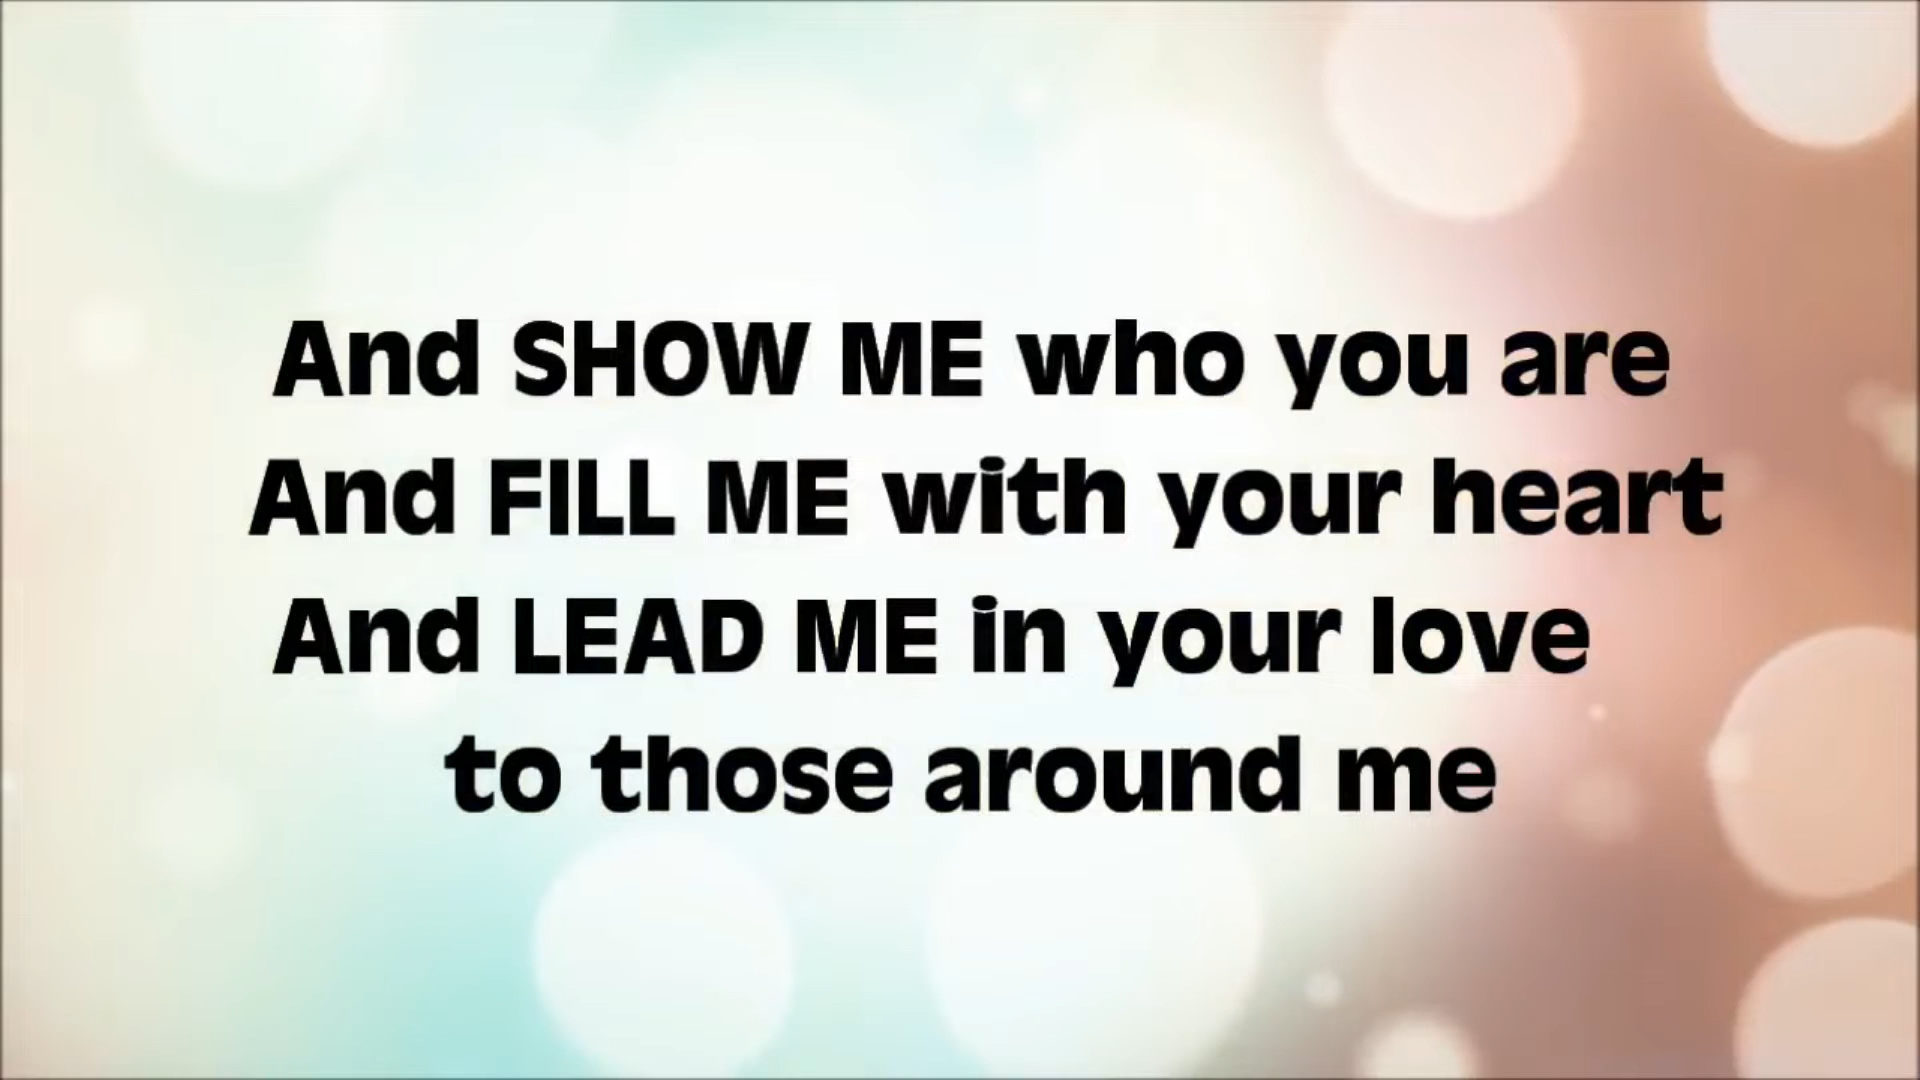 And SHOW ME who you are
And FILL ME with your heart
And LEAD ME in your love
to those around me